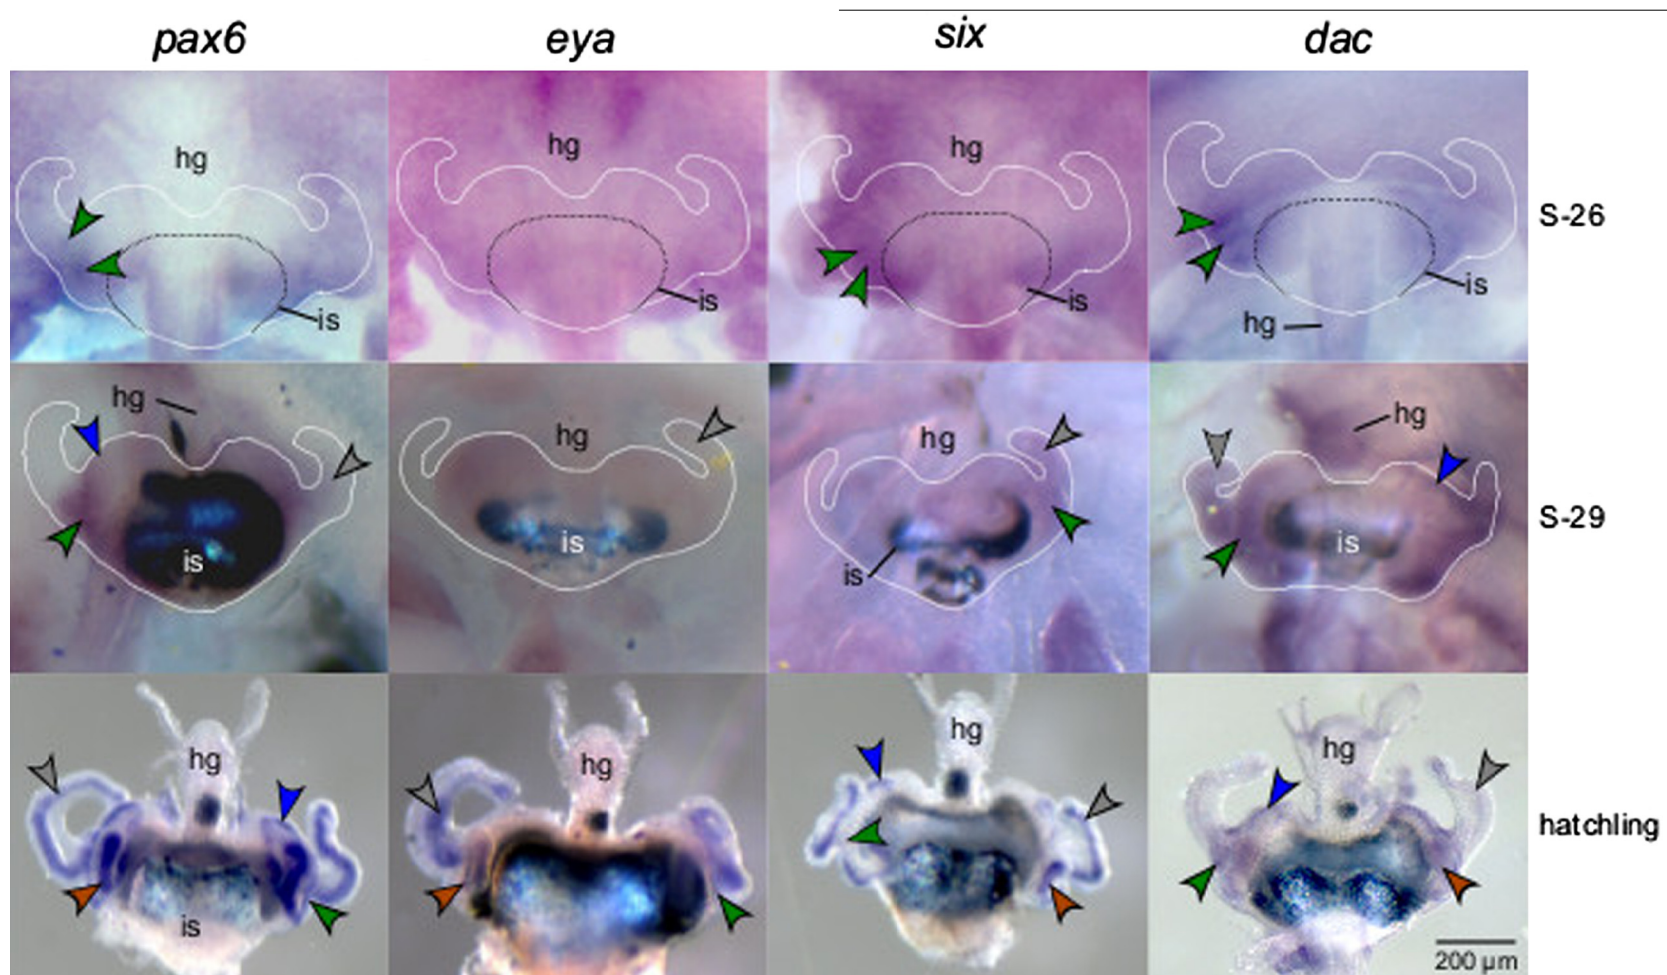 pax6 eya six dac
hg hg hg hg
S-26
is is is is
hg
hg hg hg hg
S-29
is is is is
hg hg hg hg
hatchling
is
200 µm